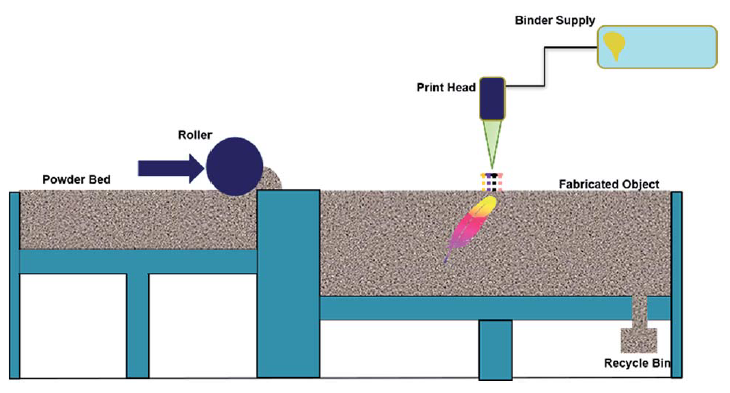 Binder Supply
Print Head
Roller
Powder Bed
Fabricated Object
Recycle Bin